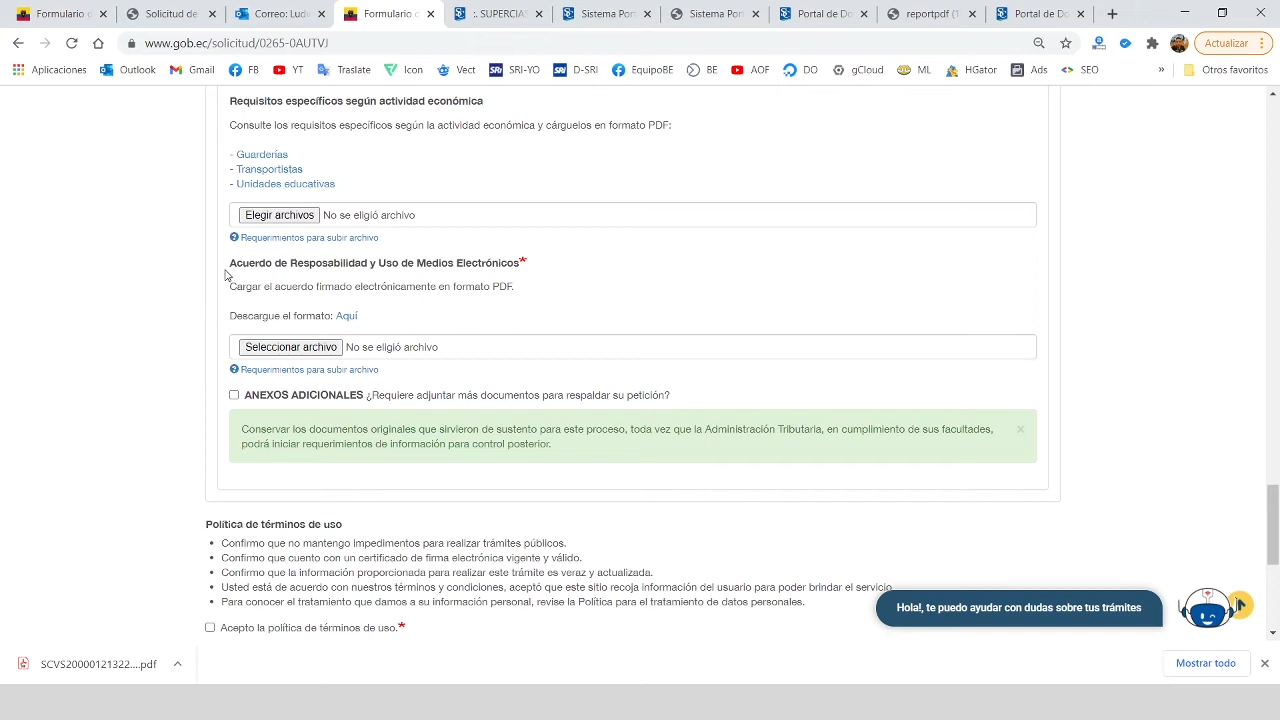 Formulario d
Solicitud de
Correo: Ludie
Formulario d
:. SUPERCIAS
Sistema Port
Sistema Inm
Portal de Do
reportpdf (1
Portal de Do
www.gob.ec/solicitud/0265-0AUTVJ
Actualizar
Aplicaciones
Outlook
Gmail
FB
YT
Traslate
Icon
Vect
SRI-YO
D-SRI
EquipoBE
BE
AOF
DO
gCloud
ML
HGator
Ads
SEO
»
Otros favoritos
Requisitos específicos según actividad económica
Consulte los requisitos específicos según la actividad económica y cárguelos en formato PDF:
- Guarderías
- Transportistas
- Unidades educativas
Elegir archivos No se eligió archivo
Requerimientos para subir archivo
Acuerdo de Resposabilidad y Uso de Medios Electrónicos*
Cargar el acuerdo firmado electrónicamente en formato PDF.
Descargue el formato: Aquí
Seleccionar archivo No se eligió archivo
Requerimientos para subir archivo
ANEXOS ADICIONALES ¿Requiere adjuntar más documentos para respaldar su petición?
Conservar los documentos originales que sirvieron de sustento para este proceso, toda vez que la Administración Tributaria, en cumplimiento de sus facultades,
podrá iniciar requerimientos de información para control posterior.
Política de términos de uso
• Confirmo que no mantengo impedimentos para realizar trámites públicos.
• Confirmo que cuento con un certificado de firma electrónica vigente y válido.
• Confirmo que la información proporcionada para realizar este trámite es veraz y actualizada.
• Usted está de acuerdo con nuestros términos y condiciones, aceptó que este sitio recoja información del usuario para poder brindar el servicio
• Para conocer el tratamiento que damos a su información personal, revise la Política para el tratamiento de datos personales.
Hola!, te puedo ayudar con dudas sobre tus trámites
Acepto la política de términos de uso.*
SCVS20000121322....pdf
Mostrar todo